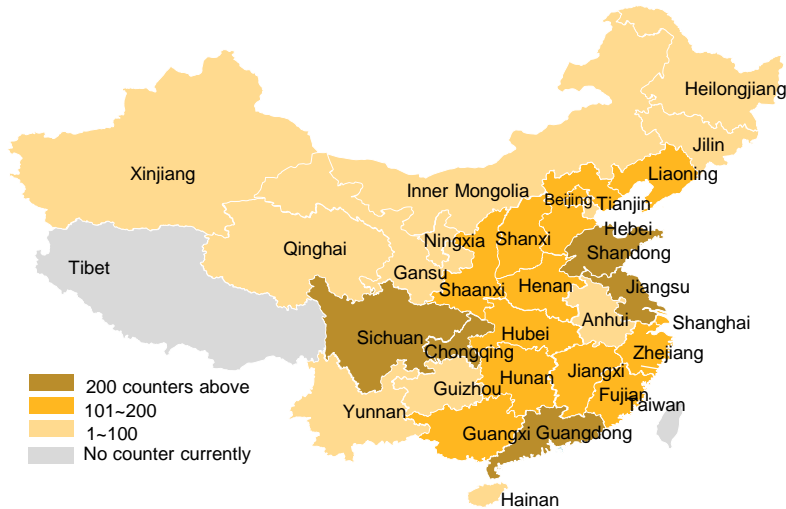 Heilongjiang
Jilin
Xinjiang
Liaoning
Inner Mongolia
Beijing
Tianjin
Hebei
Ningxia
Shanxi
Qinghai
Shandong
Tibet
Gansu
Shaanxi
Henan
Jiangsu
Anhui
Shanghai
Sichuan
Hubei
Chongqing
Zhejiang
Hunan
Jiangxi
Guizhou
Fujian
Taiwan
Yunnan
Guangxi
Guangdong
Hainan
200 counters above
101~200
1~100
No counter currently